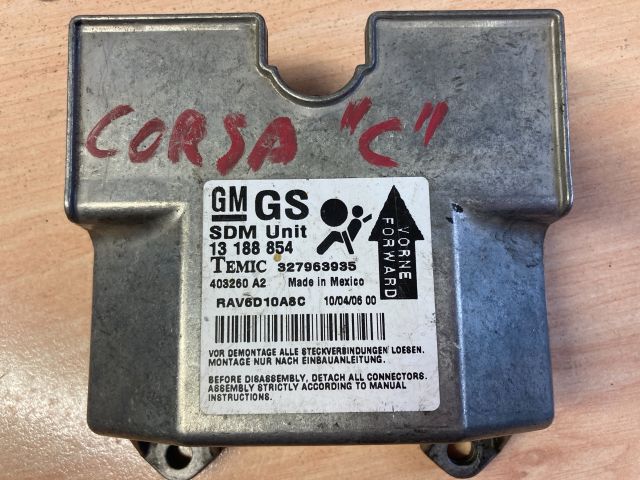 CORSA "C"
GM GS
SDM Unit
13 188 854
TEMIC 327963935
403260 A2 Made in Mexico
RAV6D10A8C 10/04/06 00
VORNE
FORWARD
VOR DEMONTAGE ALLE STECKVERBINDUNGEN LOESEN.
MONTAGE NUR NACH EINBAUANLEITUNG.
BEFORE DISASSEMBLY, DETACH ALL CONNECTORS.
ASSEMBLY STRICTLY ACCORDING TO MANUAL
INSTRUCTIONS.